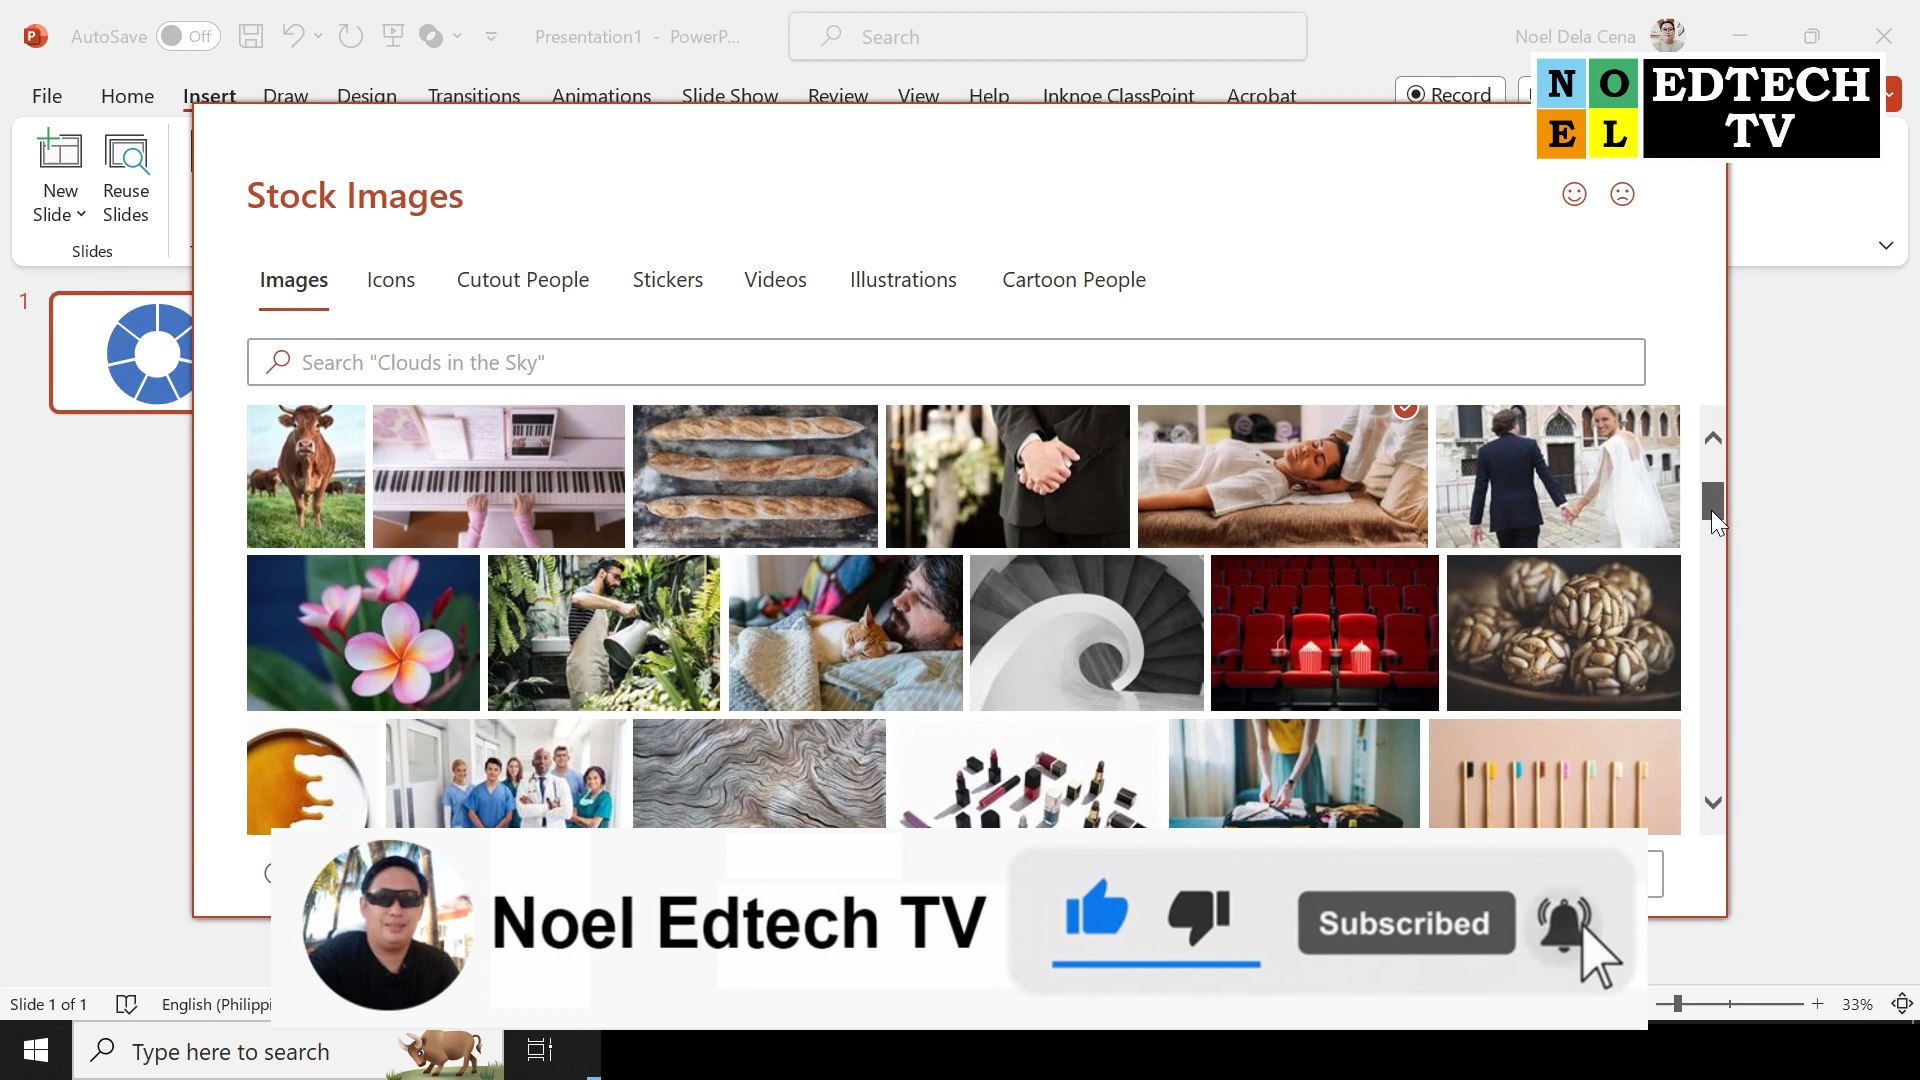 AutoSave Off Presentation1 - PowerP... Search Noel Dela Cena
File Home Insert Draw Design Transitions Animations Slide Show Review View Help Inknoe ClassPoint Acrobat Record
N O
E L
EDTECH
TV
New
Slide
Reuse
Slides
Slides
Stock Images
Images Icons Cutout People Stickers Videos Illustrations Cartoon People
Search "Clouds in the Sky"
1
Noel Edtech TV
Subscribed
Slide 1 of 1 English (Philippi 33%
Type here to search